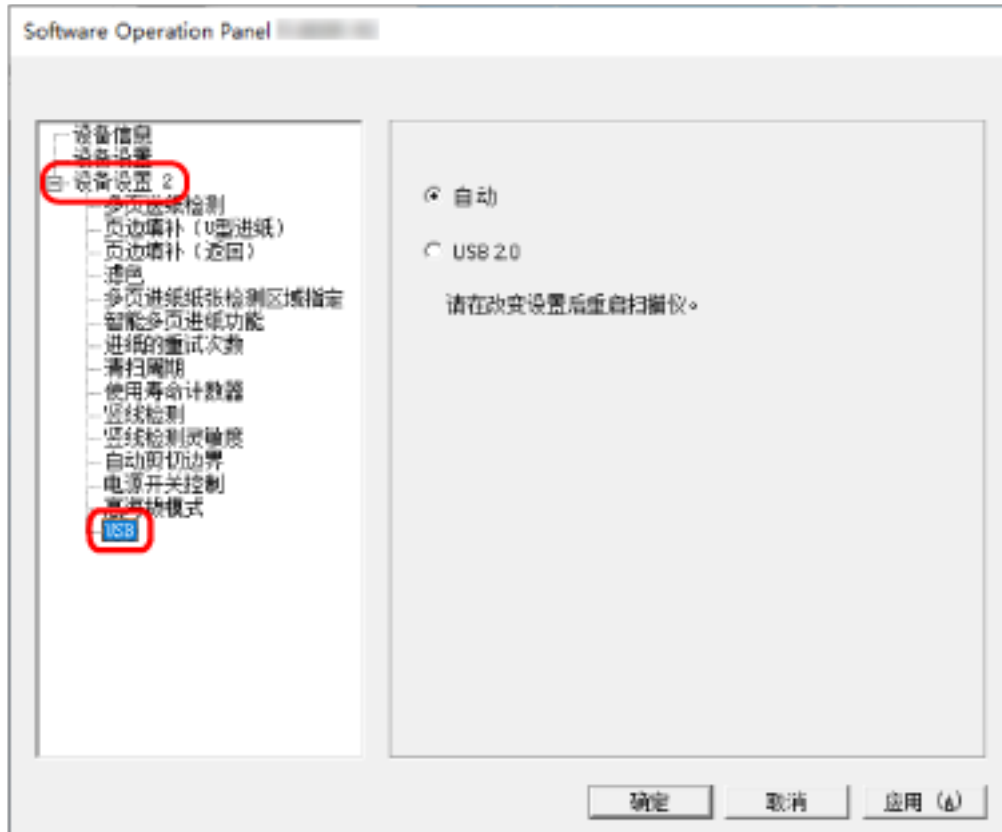 Software Operation Panel
设备信息
设备设置
设备设置 2
多页送纸检测
页边填补（U型进纸）
页边填补（返回）
滤色
多页进纸纸张检测区域指定
智能多页进纸功能
进纸的重试次数
清扫周期
使用寿命计数器
竖线检测
竖线检测灵敏度
自动剪切边界
电源开关控制
高海拔模式
USB
自动
USB 2.0
请在改变设置后重启扫描仪。
确定
取消
应用 (A)